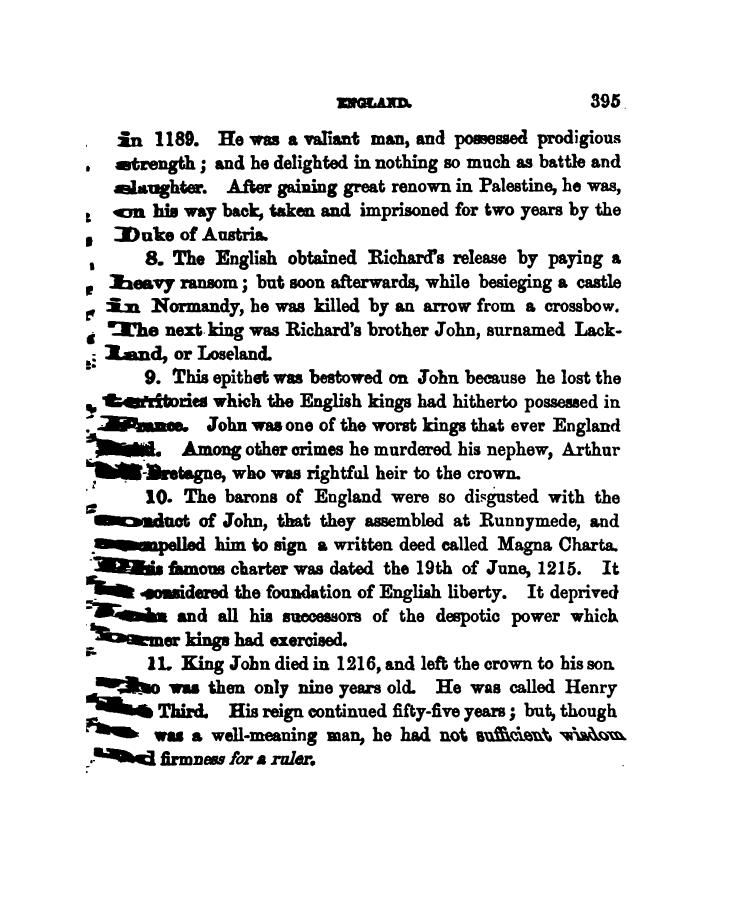 ENGLAND. 395
in 1189. He was a valiant man, and possessed prodigious
strength; and he delighted in nothing so much as battle and
slaughter. After gaining great renown in Palestine, he was,
on his way back, taken and imprisoned for two years by the
Duke of Austria.
8. The English obtained Richard's release by paying a
heavy ransom; but soon afterwards, while besieging a castle
in Normandy, he was killed by an arrow from a crossbow.
The next king was Richard's brother John, surnamed Lack-
land, or Loseland.
9. This epithet was bestowed on John because he lost the
territories which the English kings had hitherto possessed in
France. John was one of the worst kings that ever England
Among other crimes he murdered his nephew, Arthur
Bretagne, who was rightful heir to the crown.
10. The barons of England were so disgusted with the
conduct of John, that they assembled at Runnymede, and
compelled him to sign a written deed called Magna Charta.
This famous charter was dated the 19th of June, 1215. It
considered the foundation of English liberty. It deprived
and all his successors of the despotic power which
former kings had exercised.
11. King John died in 1216, and left the crown to his son
who was then only nine years old. He was called Henry
Third. His reign continued fifty-five years; but, though
was a well-meaning man, he had not sufficient wisdom
and firmness for a ruler.